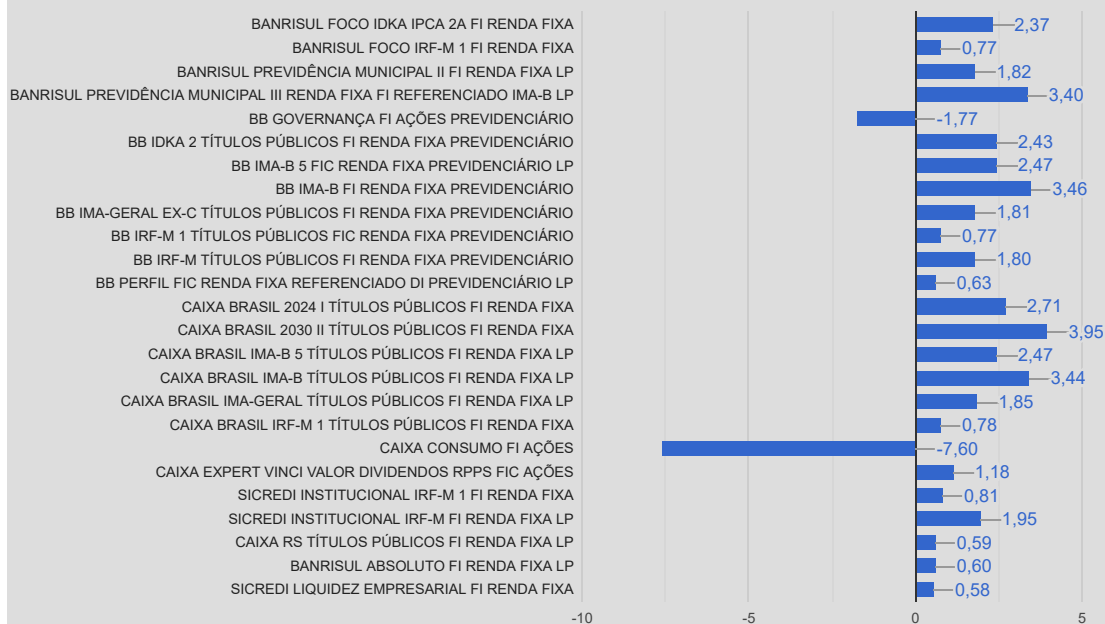 BANRISUL FOCO IDKA IPCA 2A FI RENDA FIXA 2,37
BANRISUL FOCO IRF-M 1 FI RENDA FIXA 0,77
BANRISUL PREVIDÊNCIA MUNICIPAL II FI RENDA FIXA LP 1,82
BANRISUL PREVIDÊNCIA MUNICIPAL III RENDA FIXA FI REFERENCIADO IMA-B LP 3,40
BB GOVERNANÇA FI AÇÕES PREVIDENCIÁRIO -1,77
BB IDKA 2 TÍTULOS PÚBLICOS FI RENDA FIXA PREVIDENCIÁRIO 2,43
BB IMA-B 5 FIC RENDA FIXA PREVIDENCIÁRIO LP 2,47
BB IMA-B FI RENDA FIXA PREVIDENCIÁRIO 3,46
BB IMA-GERAL EX-C TÍTULOS PÚBLICOS FI RENDA FIXA PREVIDENCIÁRIO 1,81
BB IRF-M 1 TÍTULOS PÚBLICOS FIC RENDA FIXA PREVIDENCIÁRIO 0,77
BB IRF-M TÍTULOS PÚBLICOS FI RENDA FIXA PREVIDENCIÁRIO 1,80
BB PERFIL FIC RENDA FIXA REFERENCIADO DI PREVIDENCIÁRIO LP 0,63
CAIXA BRASIL 2024 I TÍTULOS PÚBLICOS FI RENDA FIXA 2,71
CAIXA BRASIL 2030 II TÍTULOS PÚBLICOS FI RENDA FIXA 3,95
CAIXA BRASIL IMA-B 5 TÍTULOS PÚBLICOS FI RENDA FIXA LP 2,47
CAIXA BRASIL IMA-B TÍTULOS PÚBLICOS FI RENDA FIXA LP 3,44
CAIXA BRASIL IMA-GERAL TÍTULOS PÚBLICOS FI RENDA FIXA LP 1,85
CAIXA BRASIL IRF-M 1 TÍTULOS PÚBLICOS FI RENDA FIXA 0,78
CAIXA CONSUMO FI AÇÕES -7,60
CAIXA EXPERT VINCI VALOR DIVIDENDOS RPPS FIC AÇÕES 1,18
SICREDI INSTITUCIONAL IRF-M 1 FI RENDA FIXA 0,81
SICREDI INSTITUCIONAL IRF-M FI RENDA FIXA LP 1,95
CAIXA RS TÍTULOS PÚBLICOS FI RENDA FIXA LP 0,59
BANRISUL ABSOLUTO FI RENDA FIXA LP 0,60
SICREDI LIQUIDEZ EMPRESARIAL FI RENDA FIXA 0,58
-10 -5 0 5